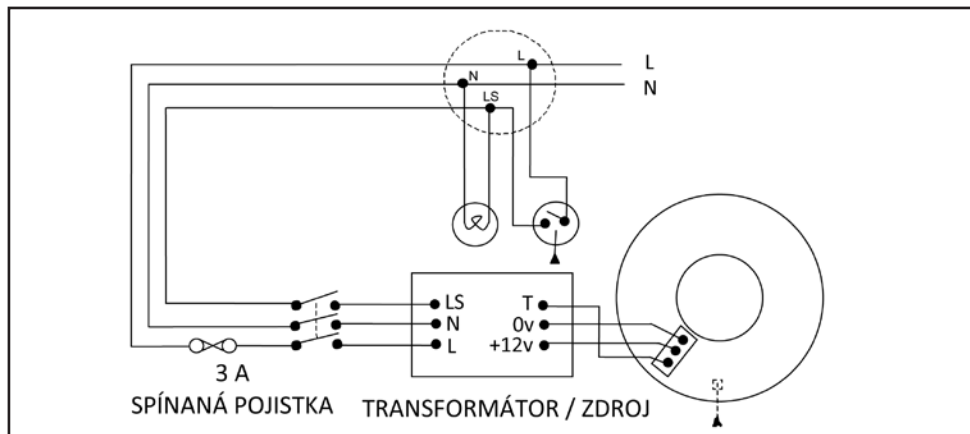 L
L
N
N
LS
LS
T
N
0v
L
+12v
3 A
SPÍNANÁ POJISTKA
TRANSFORMÁTOR / ZDROJ